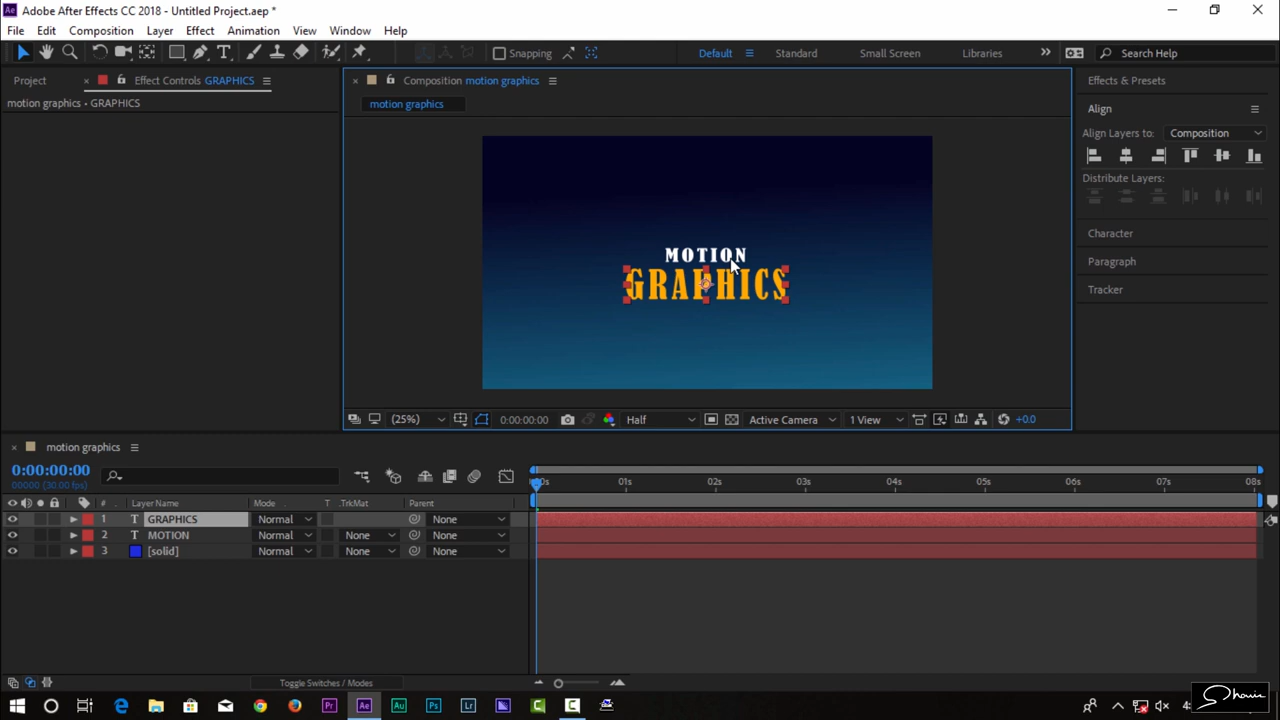 Adobe After Effects CC 2018 - Untitled Project.aep *
File Edit Composition Layer Effect Animation View Window Help
Snapping Default Standard Small Screen Libraries Search Help
Project Effect Controls GRAPHICS Composition motion graphics Effects & Presets
motion graphics • GRAPHICS
motion graphics
Align
Align Layers to: Composition
Distribute Layers:
Character
Paragraph
Tracker
MOTION
GRAPHICS
(25%) 0:00:00:00 Half Active Camera 1 View +0.0
motion graphics
0:00:00:00
00000 (30.00 fps)
01s 02s 03s 04s 05s 06s 07s 08s
# Layer Name Mode T .TrkMat Parent
1 T GRAPHICS Normal None
2 T MOTION Normal None None
3 [solid] Normal None None
Toggle Switches / Modes